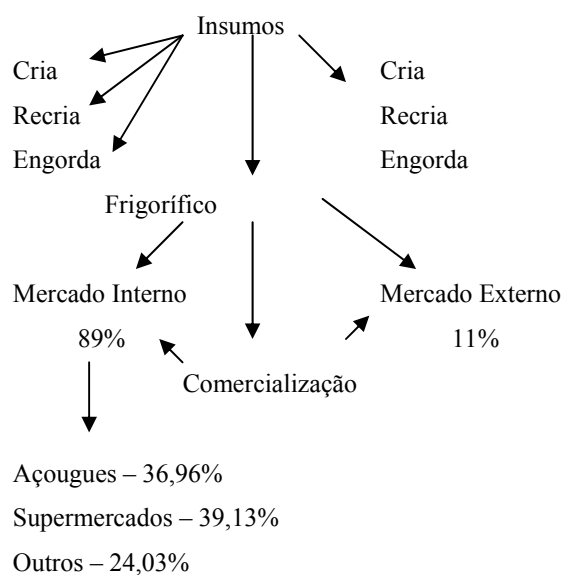 Insumos
Cria Cria
Recria Recria
Engorda Engorda
Frigorífico
Mercado Interno Mercado Externo
89% 11%
Comercialização
Açougues – 36,96%
Supermercados – 39,13%
Outros – 24,03%